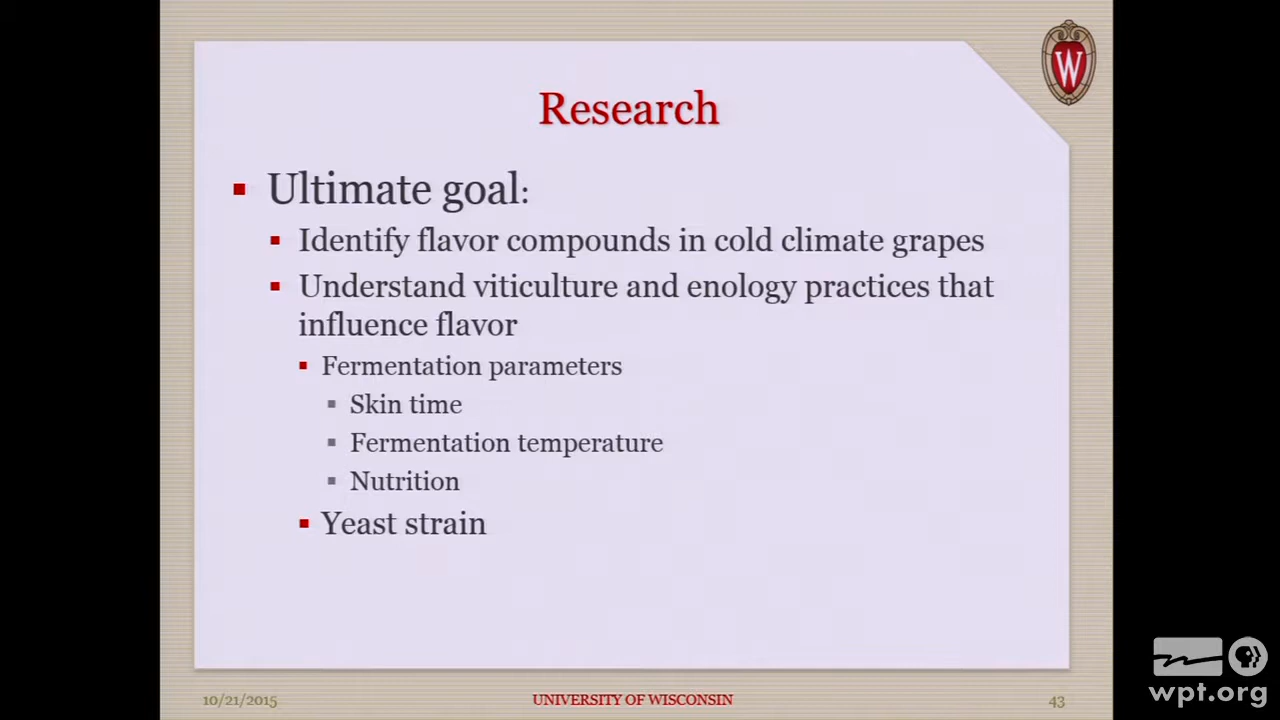 W
Research
Ultimate goal:
Identify flavor compounds in cold climate grapes
Understand viticulture and enology practices that
influence flavor
Fermentation parameters
Skin time
Fermentation temperature
Nutrition
Yeast strain
10/21/2015
UNIVERSITY OF WISCONSIN
43
wpt.org